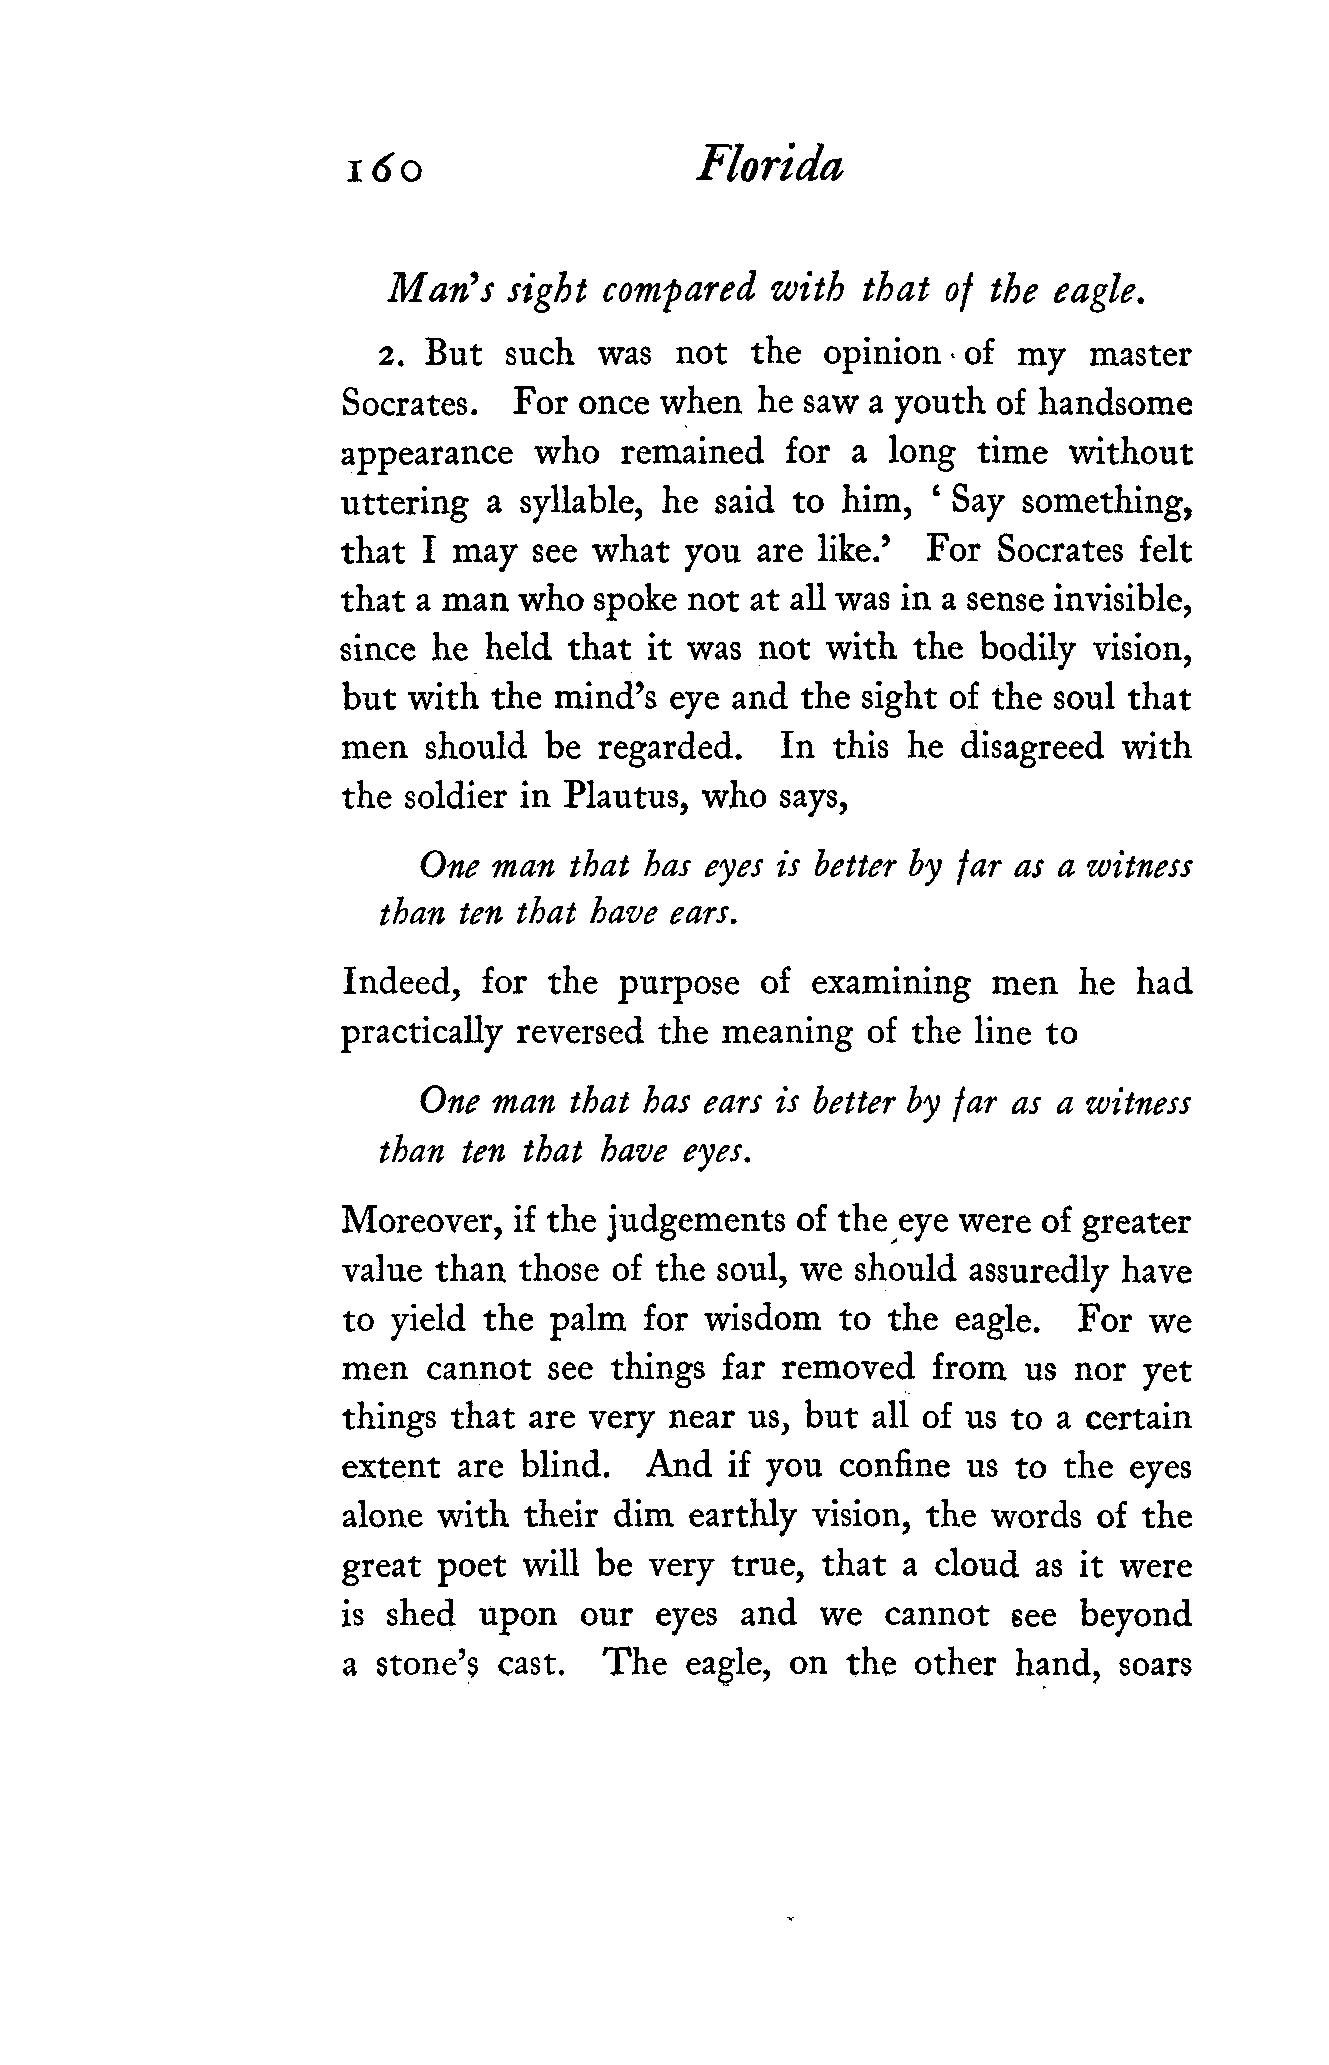 160 Florida
Man's sight compared with that of the eagle.
2. But such was not the opinion of my master
Socrates. For once when he saw a youth of handsome
appearance who remained for a long time without
uttering a syllable, he said to him, ‘ Say something,
that I may see what you are like.’ For Socrates felt
that a man who spoke not at all was in a sense invisible,
since he held that it was not with the bodily vision,
but with the mind's eye and the sight of the soul that
men should be regarded. In this he disagreed with
the soldier in Plautus, who says,
One man that has eyes is better by far as a witness
than ten that have ears.
Indeed, for the purpose of examining men he had
practically reversed the meaning of the line to
One man that has ears is better by far as a witness
than ten that have eyes.
Moreover, if the judgements of the eye were of greater
value than those of the soul, we should assuredly have
to yield the palm for wisdom to the eagle. For we
men cannot see things far removed from us nor yet
things that are very near us, but all of us to a certain
extent are blind. And if you confine us to the eyes
alone with their dim earthly vision, the words of the
great poet will be very true, that a cloud as it were
is shed upon our eyes and we cannot see beyond
a stone's cast. The eagle, on the other hand, soars